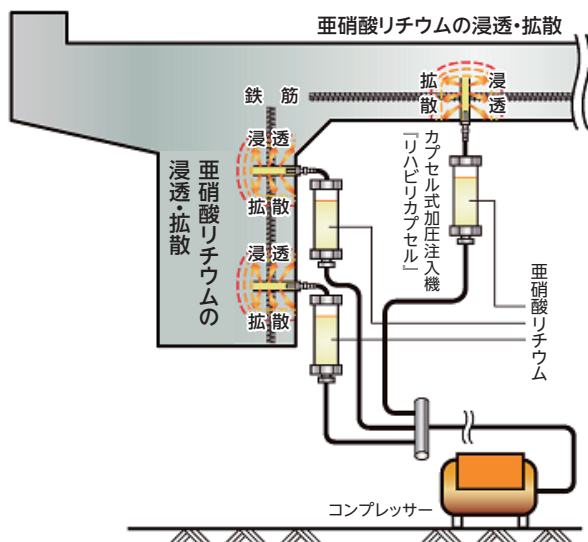 亜硝酸リチウムの浸透・拡散
拡 浸
散 透
鉄筋
浸透
拡散
亜硝酸リチウムの
浸透・拡散
浸透
拡散
カプセル式加圧注入機
『リハビリカプセル』
亜硝酸リチウム
コンプレッサー